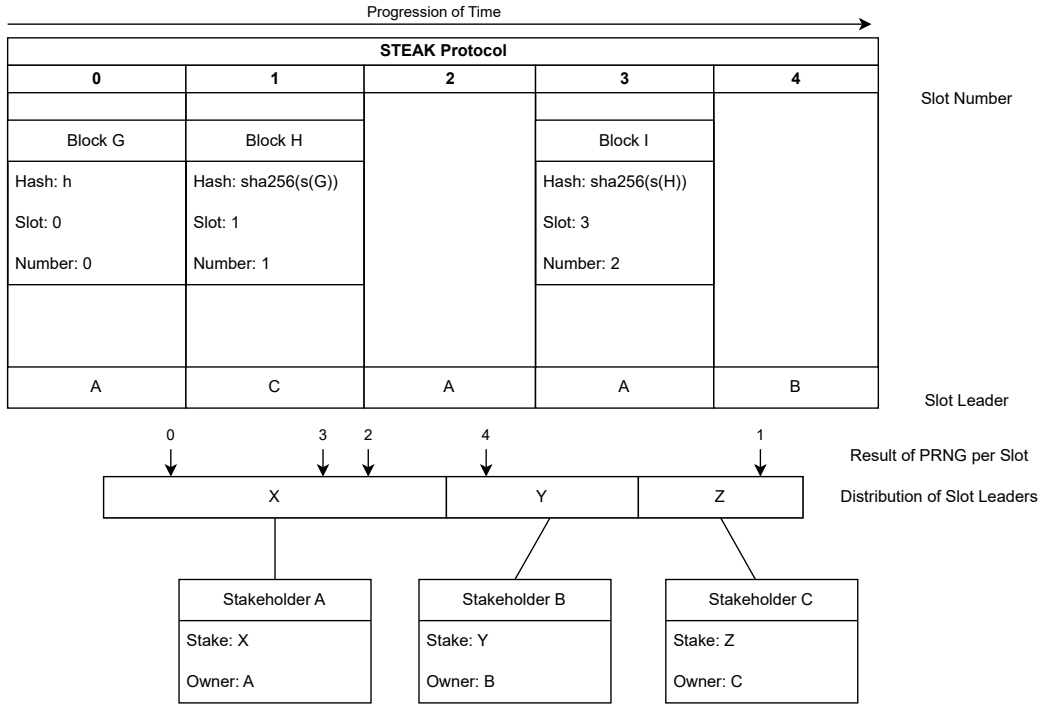 Progression of Time
STEAK Protocol
0 1 2 3 4
Slot Number
Block G Block H Block I
Hash: h Hash: sha256(s(G)) Hash: sha256(s(H))
Slot: 0 Slot: 1 Slot: 3
Number: 0 Number: 1 Number: 2
A C A A B
Slot Leader
0 3 2 4 1
Result of PRNG per Slot
X Y Z
Distribution of Slot Leaders
Stakeholder A Stakeholder B Stakeholder C
Stake: X Stake: Y Stake: Z
Owner: A Owner: B Owner: C